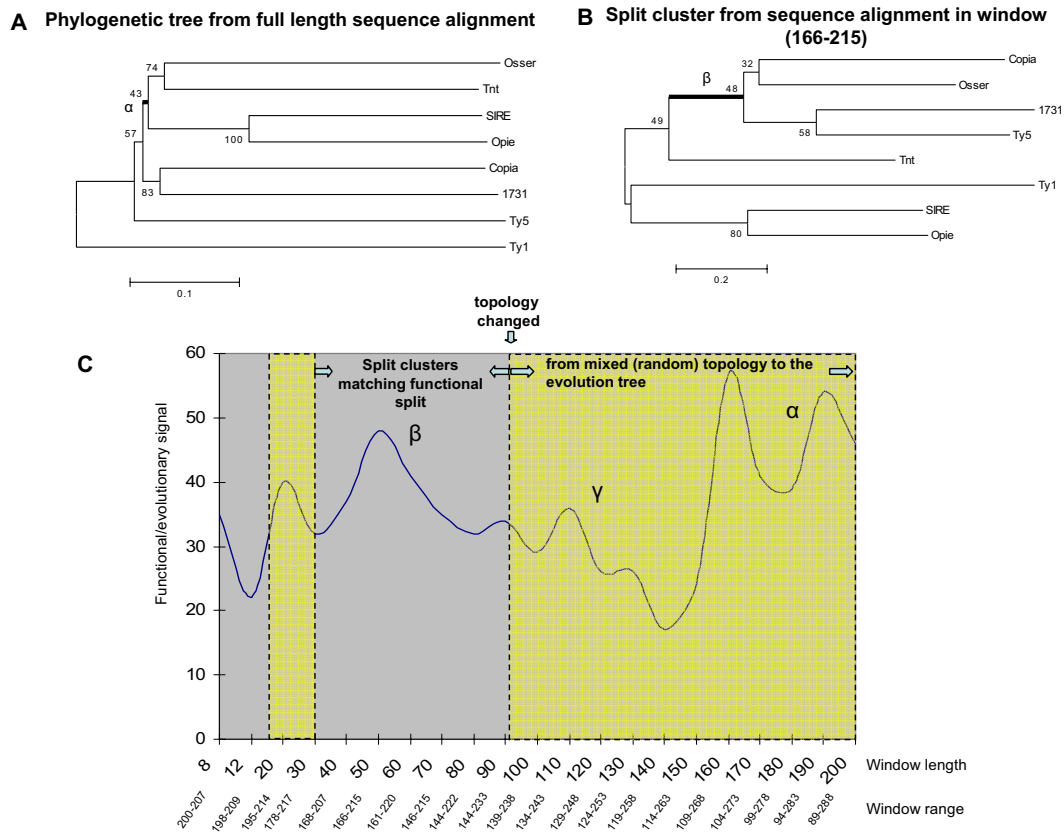 A Phylogenetic tree from full length sequence alignment
Osser
74
Tnt
43
α
SIRE
57
100
Opie
Copia
83
1731
Ty5
Ty1
0.1
B Split cluster from sequence alignment in window
(166-215)
32
Copia
β
48
Osser
1731
49
58
Ty5
Tnt
Ty1
SIRE
80
Opie
0.2
topology
changed
C
Split clusters
matching functional
split
from mixed (random) topology to the
evolution tree
β
γ
α
Functional/evolutionary signal
60
50
40
30
20
10
0
8 12 20 30 40 50 60 70 80 90 100 110 120 130 140 150 160 170 180 190 200
Window length
200-207 198-209 195-214 178-217 168-207 166-215 161-220 146-215 144-222 144-233 139-238 134-243 129-248 124-253 119-258 114-263 109-268 104-273 99-278 94-283 89-288
Window range